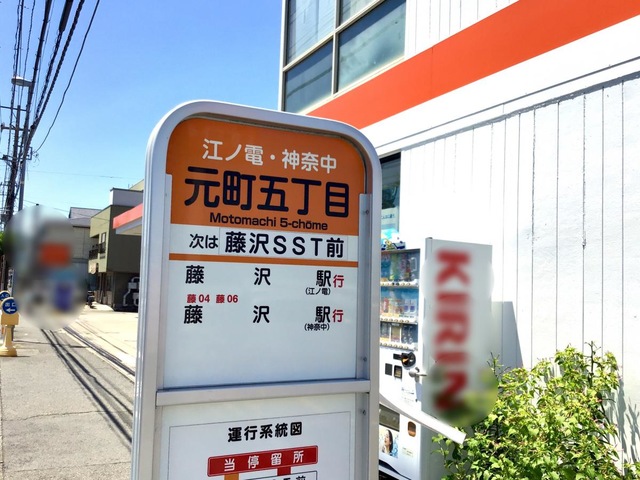 江ノ電・神奈中
元町五丁目
Motomachi 5-chōme
次は 藤沢SST前
藤沢駅行
(江ノ電)
藤04 藤06
藤沢駅行
(神奈中)
運行系統図
当停留所
KIRIN